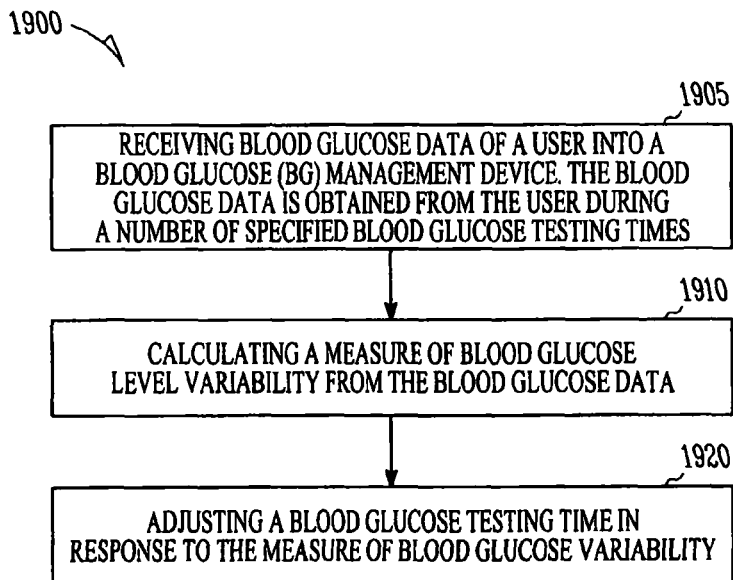 1900
1905
RECEIVING BLOOD GLUCOSE DATA OF A USER INTO A
BLOOD GLUCOSE (BG) MANAGEMENT DEVICE. THE BLOOD
GLUCOSE DATA IS OBTAINED FROM THE USER DURING
A NUMBER OF SPECIFIED BLOOD GLUCOSE TESTING TIMES
1910
CALCULATING A MEASURE OF BLOOD GLUCOSE
LEVEL VARIABILITY FROM THE BLOOD GLUCOSE DATA
1920
ADJUSTING A BLOOD GLUCOSE TESTING TIME IN
RESPONSE TO THE MEASURE OF BLOOD GLUCOSE VARIABILITY